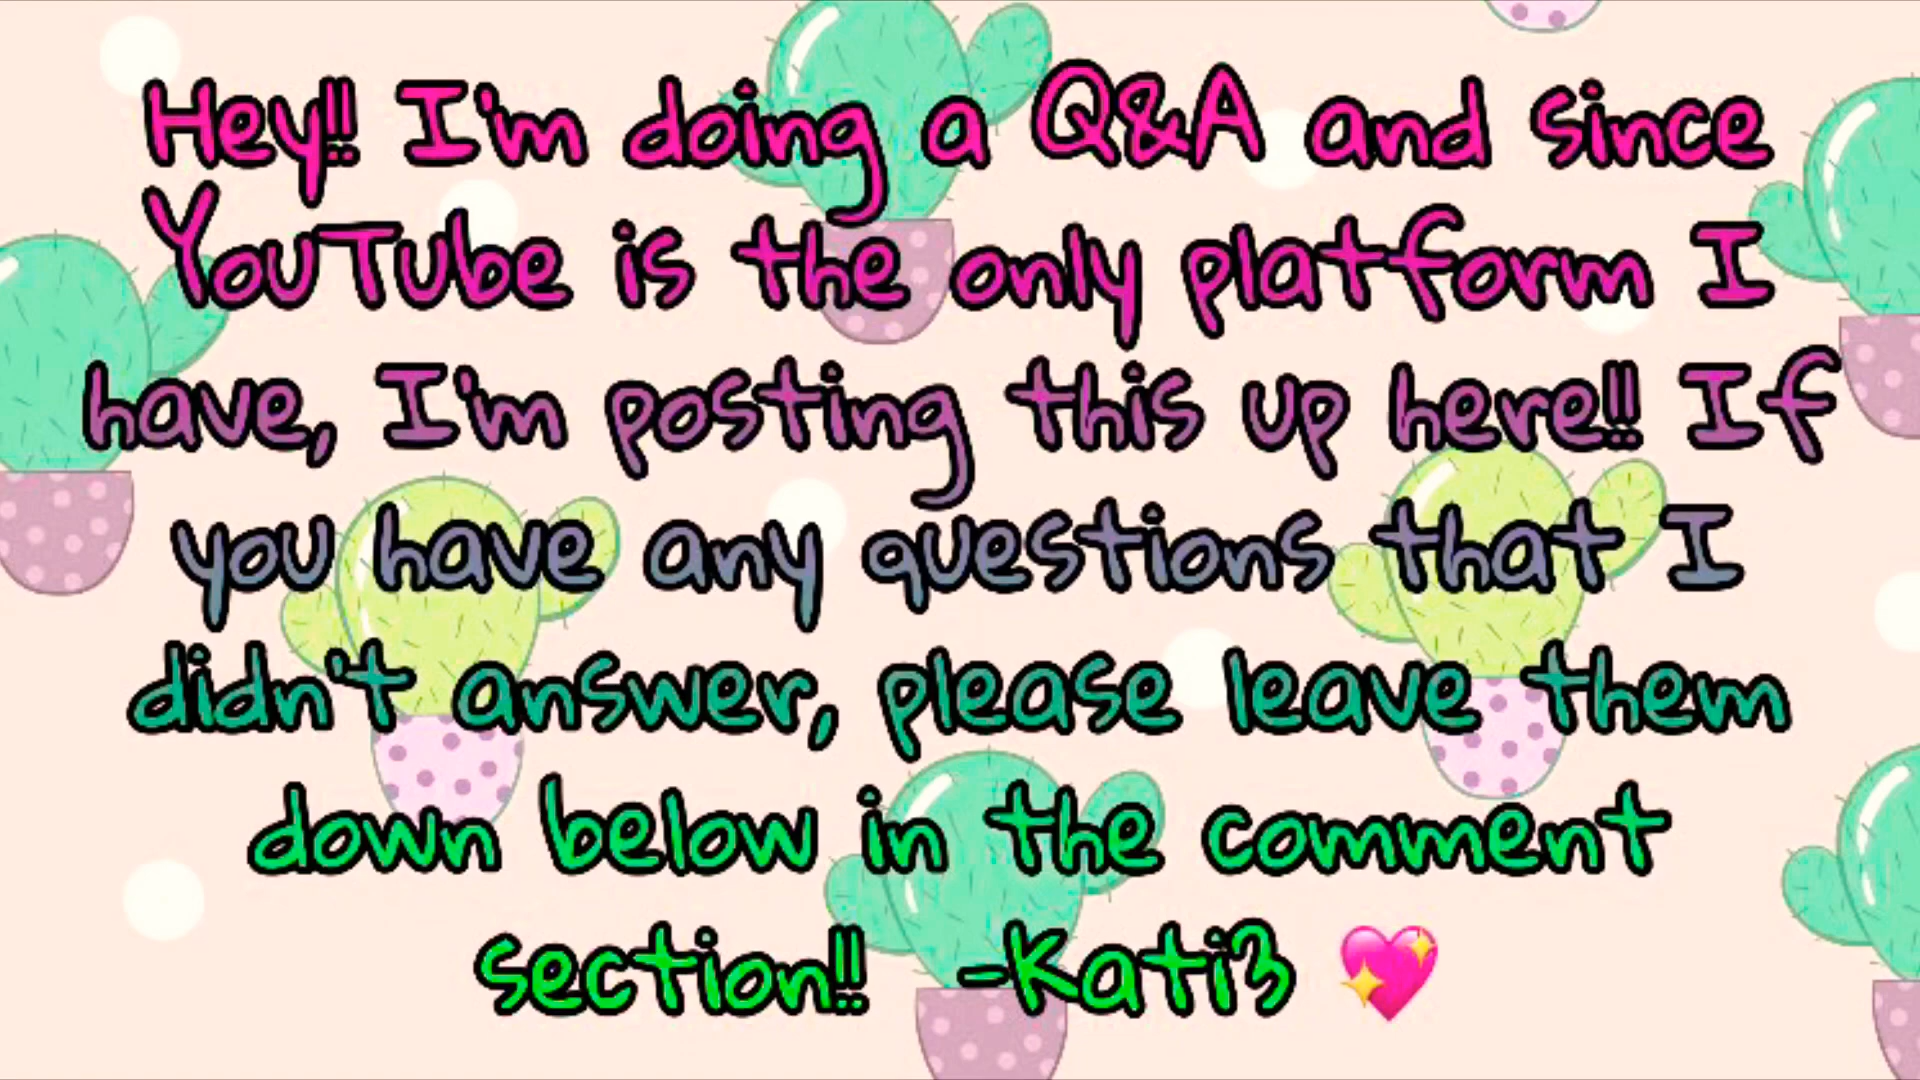 Hey!! I'm doing a Q&A and since
YouTube is the only platform I
have, I'm posting this up here!! If
you have any questions that I
didn't answer, please leave them
down below in the comment
section!! -Kati3 💖